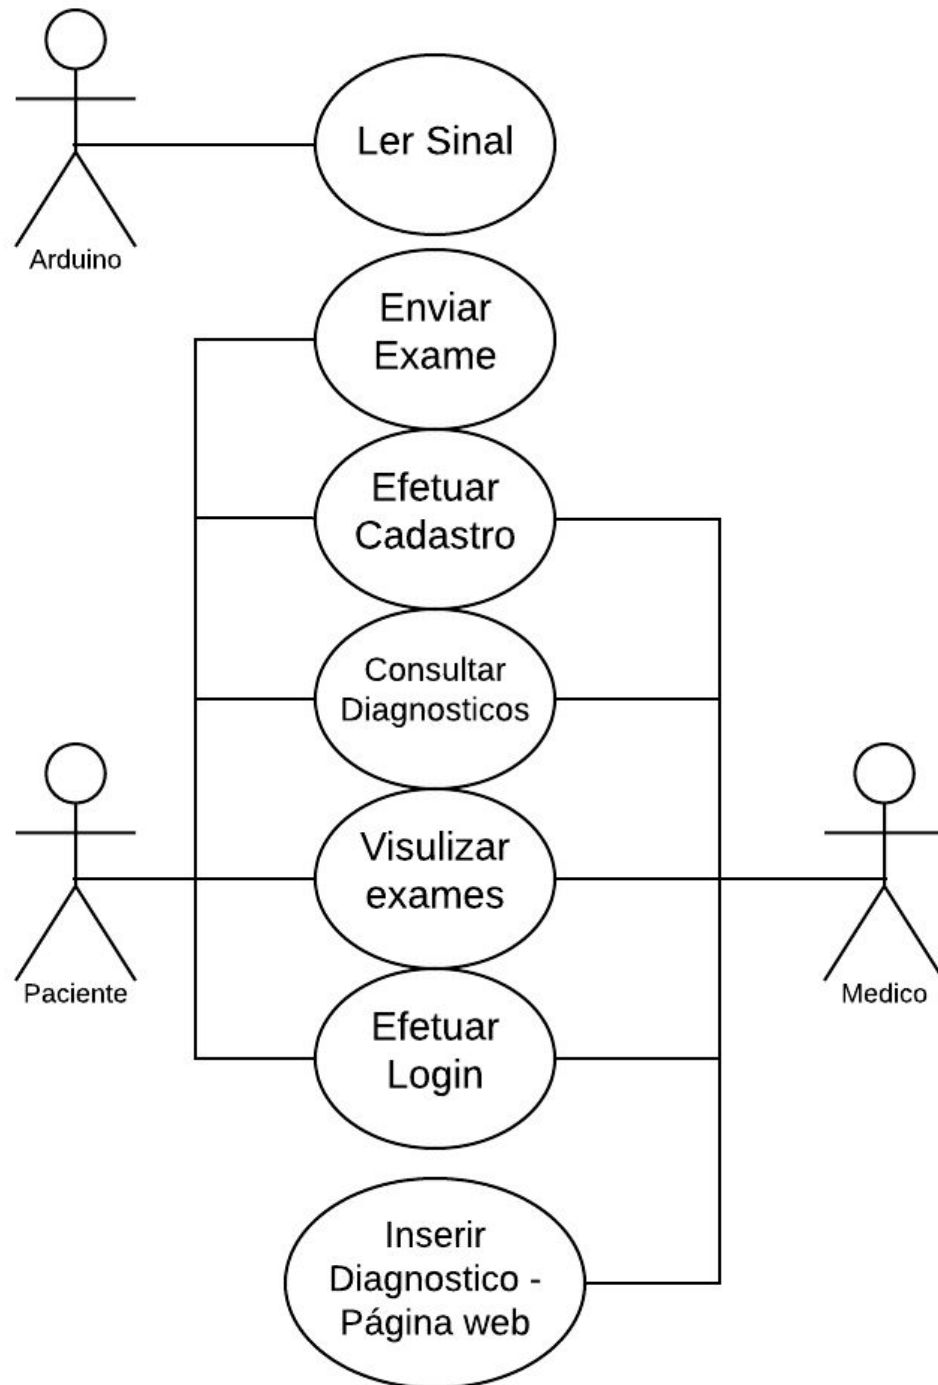 Ler Sinal
Arduino
Enviar
Exame
Efetuar
Cadastro
Consultar
Diagnosticos
Visulizar
exames
Paciente
Medico
Efetuar
Login
Inserir
Diagnostico -
Página web